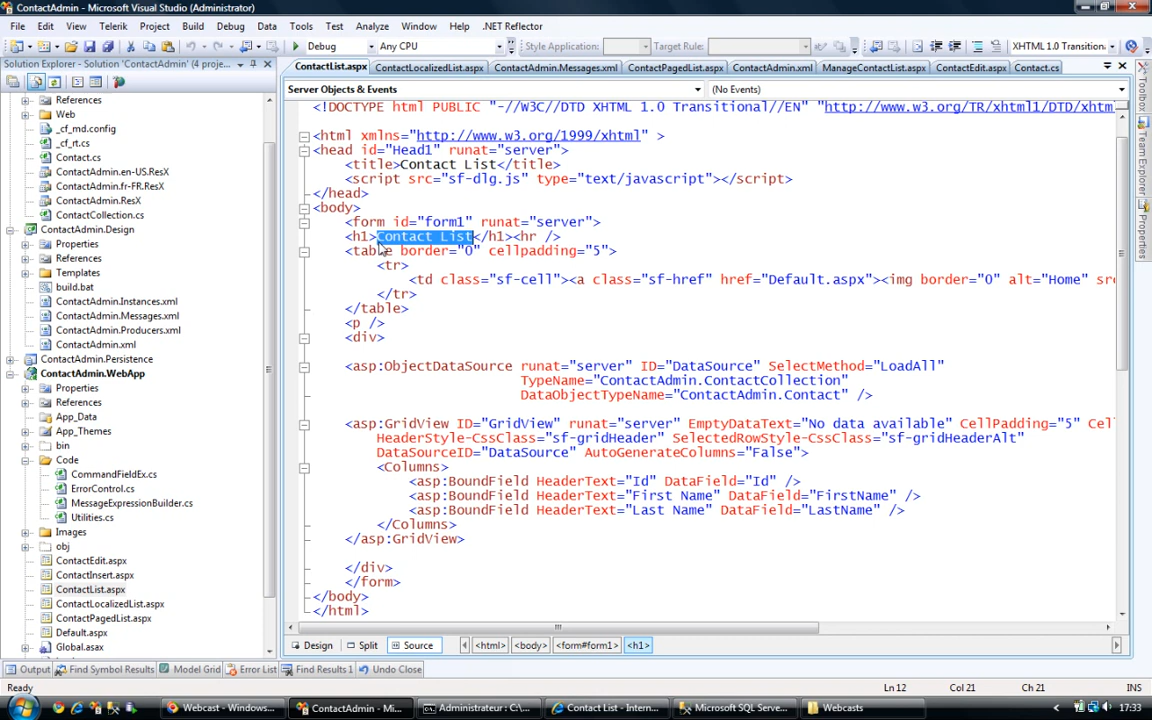 ContactAdmin - Microsoft Visual Studio (Administrator)
File Edit View Telerik Project Build Debug Tools Test Analyze Window Help .NET Reflector
Debug Any CPU Style Application: Target Rule: XHTML 1.0 Transition
Solution Explorer - Solution 'ContactAdmin' (4 proje...
ContactList.aspx ContactLocalizedList.aspx ContactAdmin.Messages.xml ContactPagedList.aspx ContactAdmin.xml ManageContactList.aspx ContactEdit.aspx Contact.cs
Server Objects & Events (No Events)
References
Web
_cf_md.config
_cf_rt.cs
Contact.cs
ContactAdmin.en-US.ResX
ContactAdmin.fr-FR.ResX
ContactAdmin.ResX
ContactCollection.cs
ContactAdmin.Design
Properties
References
Templates
build.bat
ContactAdmin.Instances.xml
ContactAdmin.Messages.xml
ContactAdmin.Producers.xml
ContactAdmin.xml
ContactAdmin.Persistence
ContactAdmin.WebApp
Properties
References
App_Data
App_Themes
bin
Code
CommandFieldEx.cs
ErrorControl.cs
MessageExpressionBuilder.cs
Utilities.cs
Images
obj
ContactEdit.aspx
ContactInsert.aspx
ContactList.aspx
ContactLocalizedList.aspx
ContactPagedList.aspx
Default.aspx
Global.asax
<!DOCTYPE html PUBLIC "-//W3C//DTD XHTML 1.0 Transitional//EN" "http://www.w3.org/TR/xhtml1/DTD/xhtm
<html xmlns="http://www.w3.org/1999/xhtml" >
<head id="Head1" runat="server">
<title>Contact List</title>
<script src="sf-dlg.js" type="text/javascript"></script>
</head>
<body>
<form id="form1" runat="server">
<h1>Contact List</h1><hr />
<table border="0" cellpadding="5">
<tr>
<td class="sf-cell"><a class="sf-href" href="Default.aspx"><img border="0" alt="Home" src
</tr>
</table>
<p />
<div>
<asp:ObjectDataSource runat="server" ID="DataSource" SelectMethod="LoadAll"
TypeName="ContactAdmin.ContactCollection"
DataObjectTypeName="ContactAdmin.Contact" />
<asp:GridView ID="GridView" runat="server" EmptyDataText="No data available" CellPadding="5" Cel
HeaderStyle-CssClass="sf-gridHeader" SelectedRowStyle-CssClass="sf-gridHeaderAlt"
DataSourceID="DataSource" AutoGenerateColumns="False">
<Columns>
<asp:BoundField HeaderText="Id" DataField="Id" />
<asp:BoundField HeaderText="First Name" DataField="FirstName" />
<asp:BoundField HeaderText="Last Name" DataField="LastName" />
</Columns>
</asp:GridView>
</div>
</form>
</body>
</html>
Toolbox
Team Explorer
Properties
Design Split Source <html> <body> <form#form1> <h1>
Output Find Symbol Results Model Grid Error List Find Results 1 Undo Close
Ready Ln 12 Col 21 Ch 21 INS
Webcast - Windows... ContactAdmin - Mi... Administrateur : C:\... Contact List - Intern... Microsoft SQL Serve... Webcasts 17:33